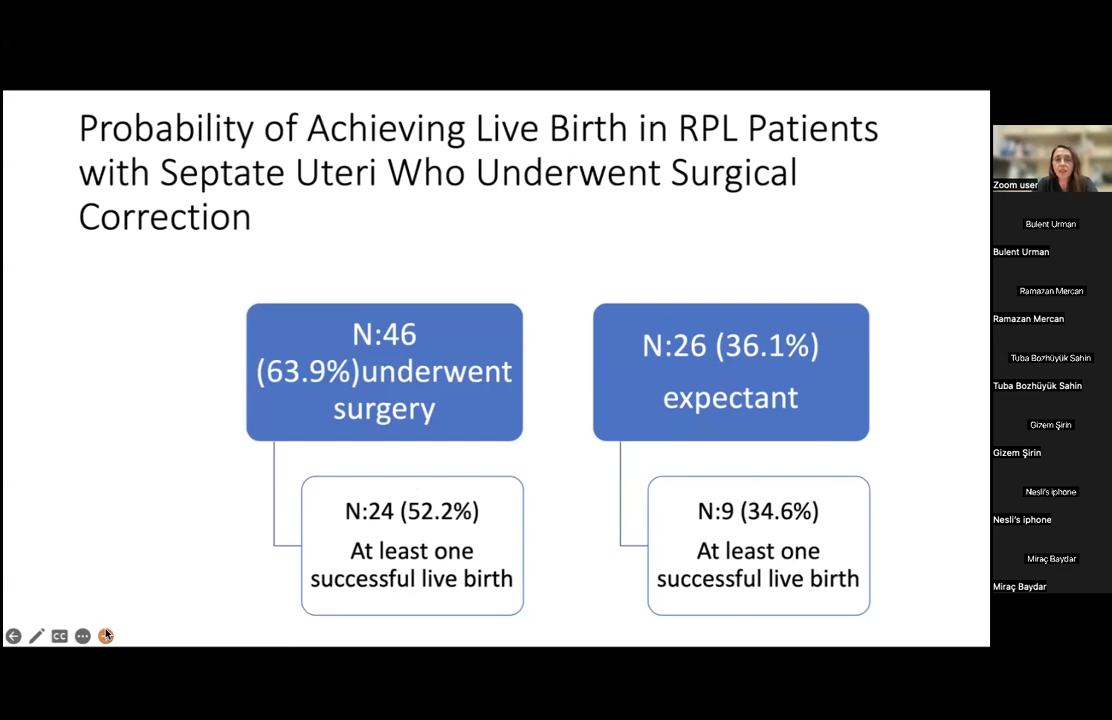 Probability of Achieving Live Birth in RPL Patients
with Septate Uteri Who Underwent Surgical
Correction
N:46
(63.9%)underwent
surgery
N:24 (52.2%)
At least one
successful live birth
N:26 (36.1%)
expectant
N:9 (34.6%)
At least one
successful live birth
CC
Zoom user
Bulent Urman
Bulent Urman
Ramazan Mercan
Ramazan Mercan
Tuba Bozhüyük Sahin
Tuba Bozhüyük Sahin
Gizem Şirin
Gizem Şirin
Nesli's iphone
Nesli's iphone
Miraç Baydar
Miraç Baydar